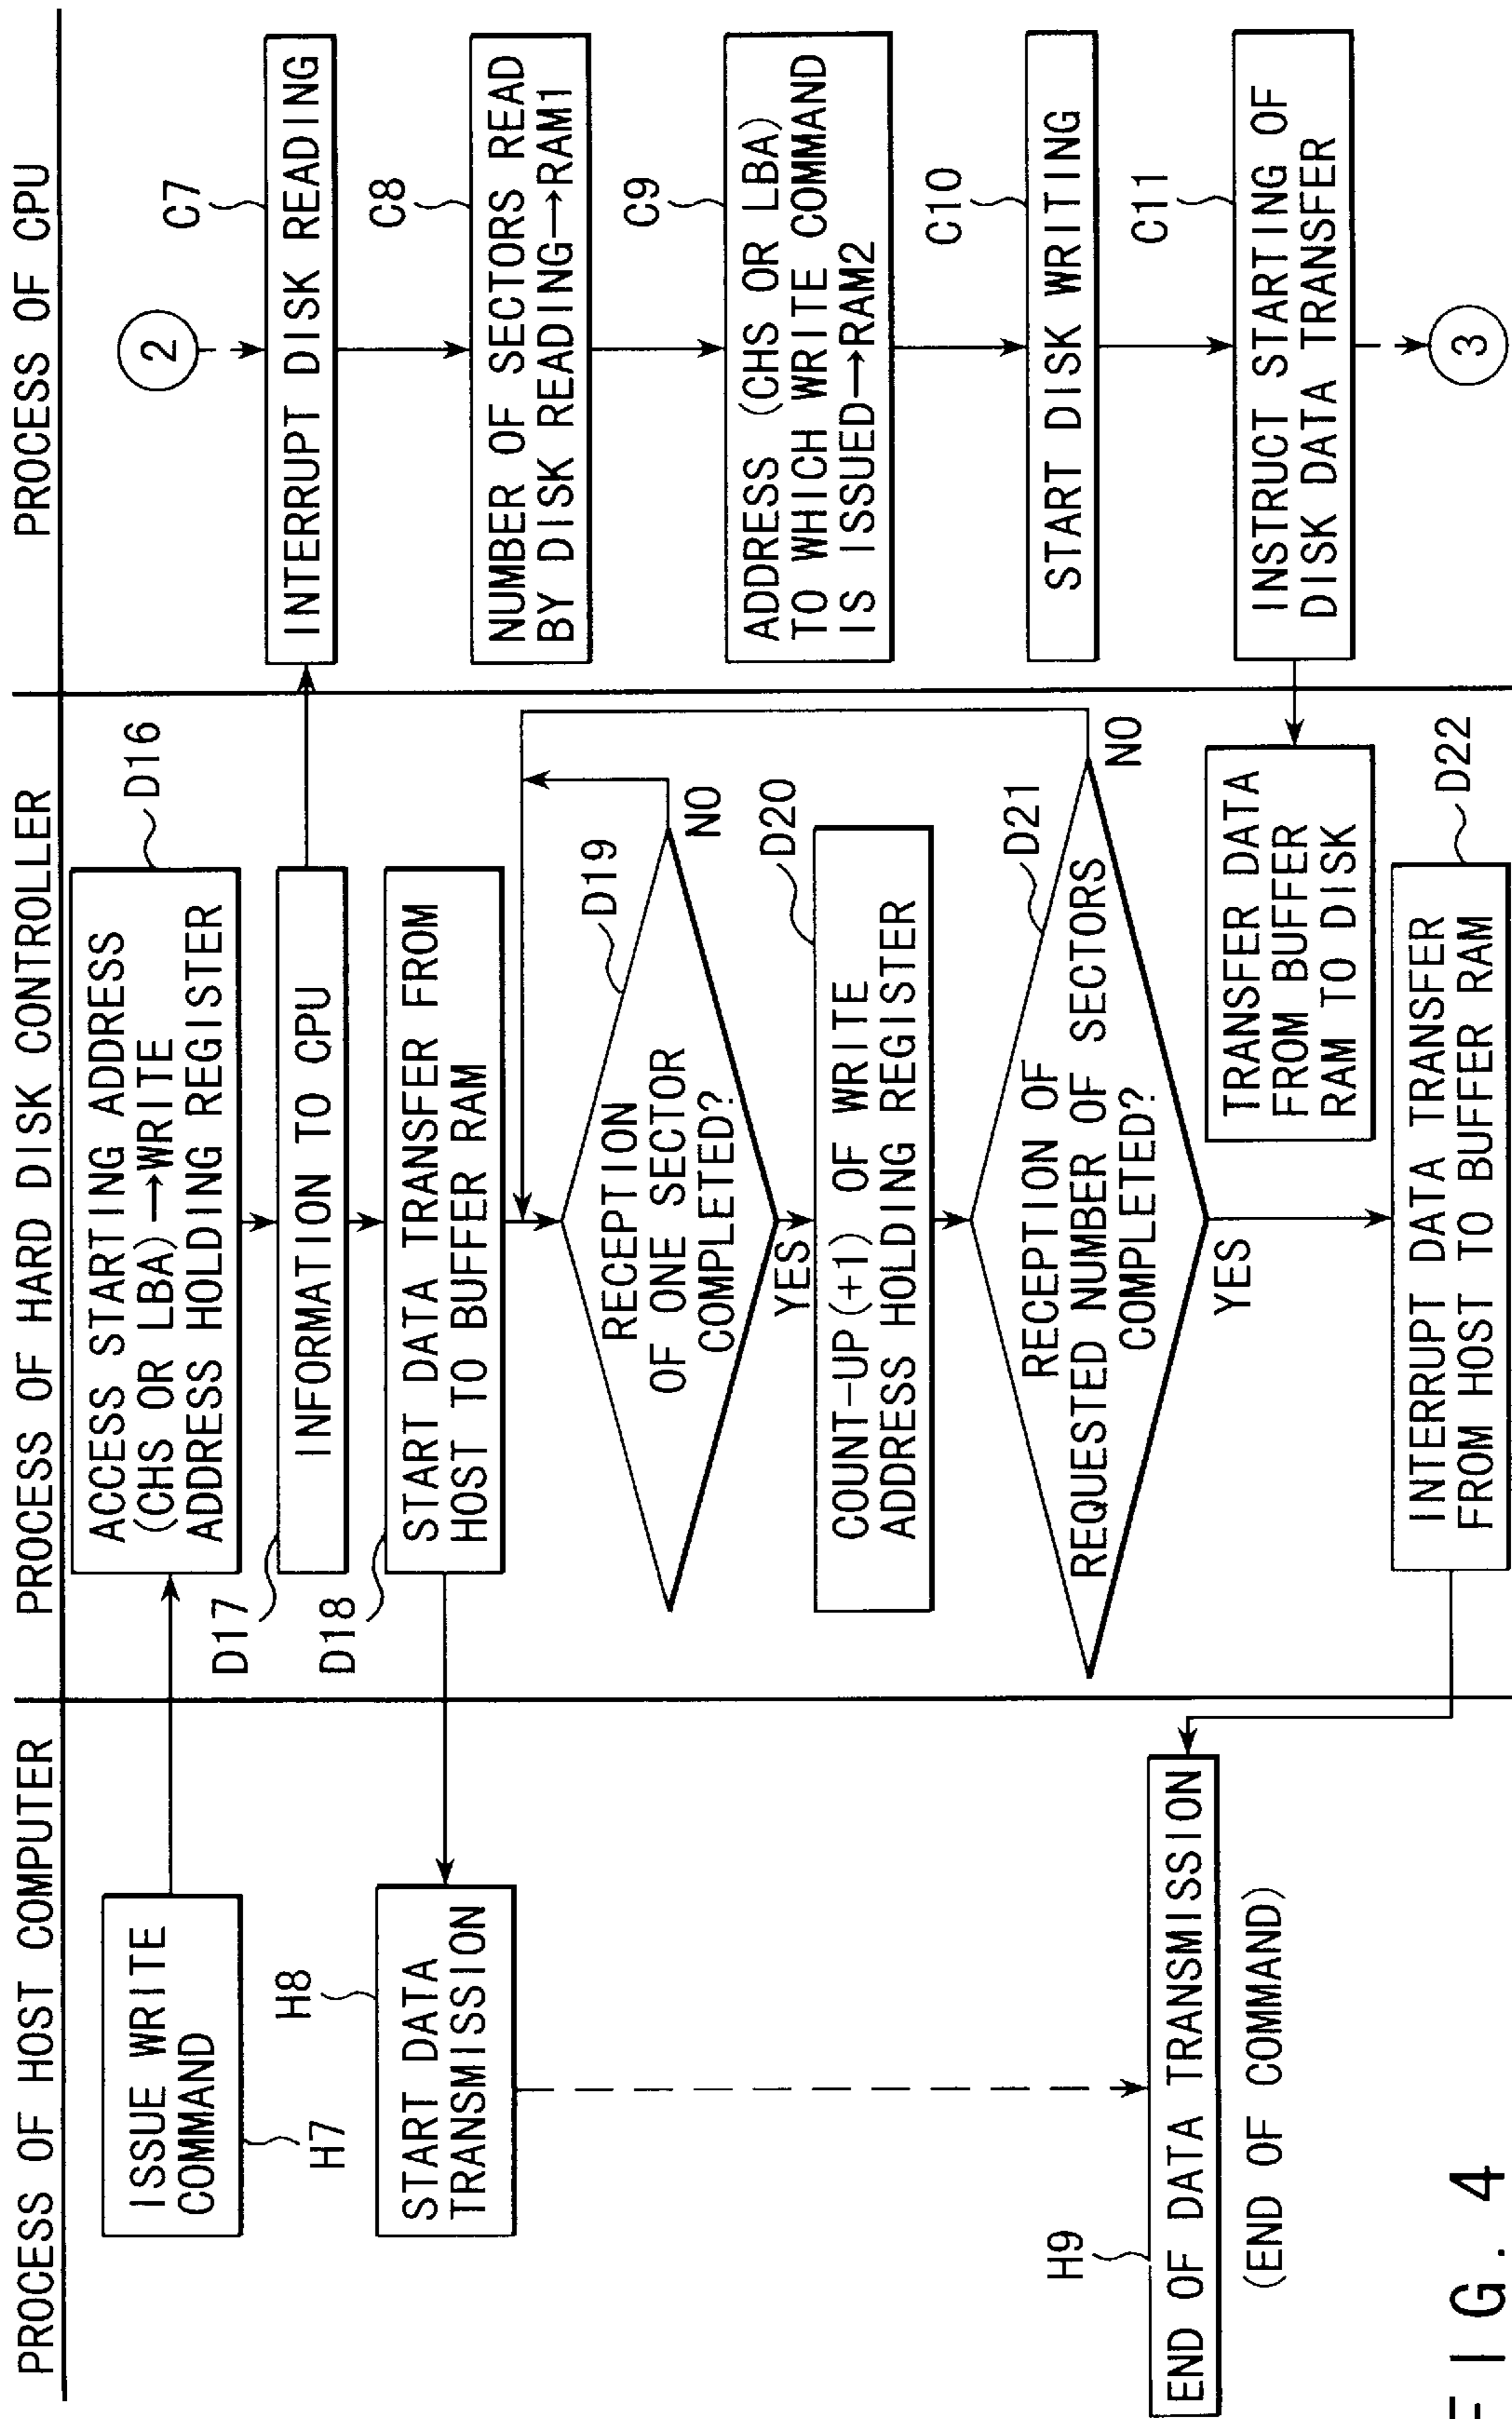 PROCESS OF HOST COMPUTER
ISSUE WRITE
COMMAND
H7
H8
START DATA
TRANSMISSION
H9
END OF DATA TRANSMISSION
(END OF COMMAND)
PROCESS OF HARD DISK CONTROLLER
D16
ACCESS STARTING ADDRESS
(CHS OR LBA)→WRITE
ADDRESS HOLDING REGISTER
D17
INFORMATION TO CPU
D18
START DATA TRANSFER FROM
HOST TO BUFFER RAM
D19
RECEPTION
OF ONE SECTOR
COMPLETED?
NO
YES
D20
COUNT-UP(+1) OF WRITE
ADDRESS HOLDING REGISTER
D21
RECEPTION OF
REQUESTED NUMBER OF SECTORS
COMPLETED?
NO
YES
TRANSFER DATA
FROM BUFFER
RAM TO DISK
D22
INTERRUPT DATA TRANSFER
FROM HOST TO BUFFER RAM
PROCESS OF CPU
2
C7
INTERRUPT DISK READING
C8
NUMBER OF SECTORS READ
BY DISK READING→RAM1
C9
ADDRESS (CHS OR LBA)
TO WHICH WRITE COMMAND
IS ISSUED→RAM2
C10
START DISK WRITING
C11
INSTRUCT STARTING OF
DISK DATA TRANSFER
3
FIG. 4